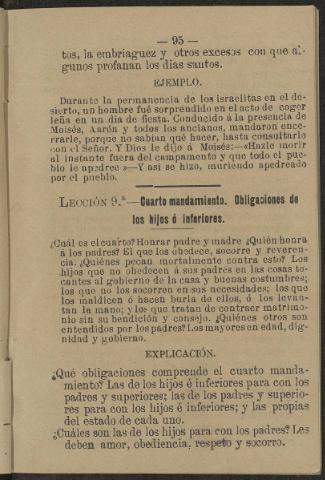 — 95 —
tos, la embriaguez y otros excesos con que al-
gunos profanan los dias santos.
EJEMPLO.
Durante la permanencia de los israelitas en el de-
sierto, un hombre fué sorprendido en el acto de coger
leña en un día de fiesta. Conducido á la presencia de
Moisés, Aarón y todos los ancianos, mandaron ence-
rrarle, porque no sabían qué hacer, hasta consultarlo
con el Señor. Y Dios le dijo á Moisés:—«Hazle morir
al instante fuera del campamento y que todo el pue-
blo le apedree»—Y asi se hizo, muriendo apedreado
por el pueblo.
LECCIÓN 9.ª—Cuarto mandamiento. Obligaciones de
los hijos é inferiores.
¿Cuál es el cuarto? Honrar padre y madre ¿Quién honra
á los padres? El que los obedece, socorre y reveren-
cia. ¿Quiénes pecan mortalmente contra esto? Los
hijos que no obedecen á sus padres en las cosas to-
cantes al gobierno de la casa y buenas costumbres;
los que no los socorren en sus necesidades; los que
los maldicen ó hacen burla de ellos, ó los levan-
tan la mano; y los que tratan de contraer matrimo-
nio sin su bendición y consejo. ¿Quiénes otros son
entendidos por los padres? Los mayores en edad, dig-
nidad y gobierno.
EXPLICACIÓN.
¿Qué obligaciones comprende el cuarto manda-
miento? Las de los hijos é inferiores para con los
padres y superiores; las de los padres y superio-
res para con los hijos é inferiores; y las propias
del estado de cada uno.
¿Cuáles son las de los hijos para con los padres? Les
deben amor, obediencia, respeto y socorro.